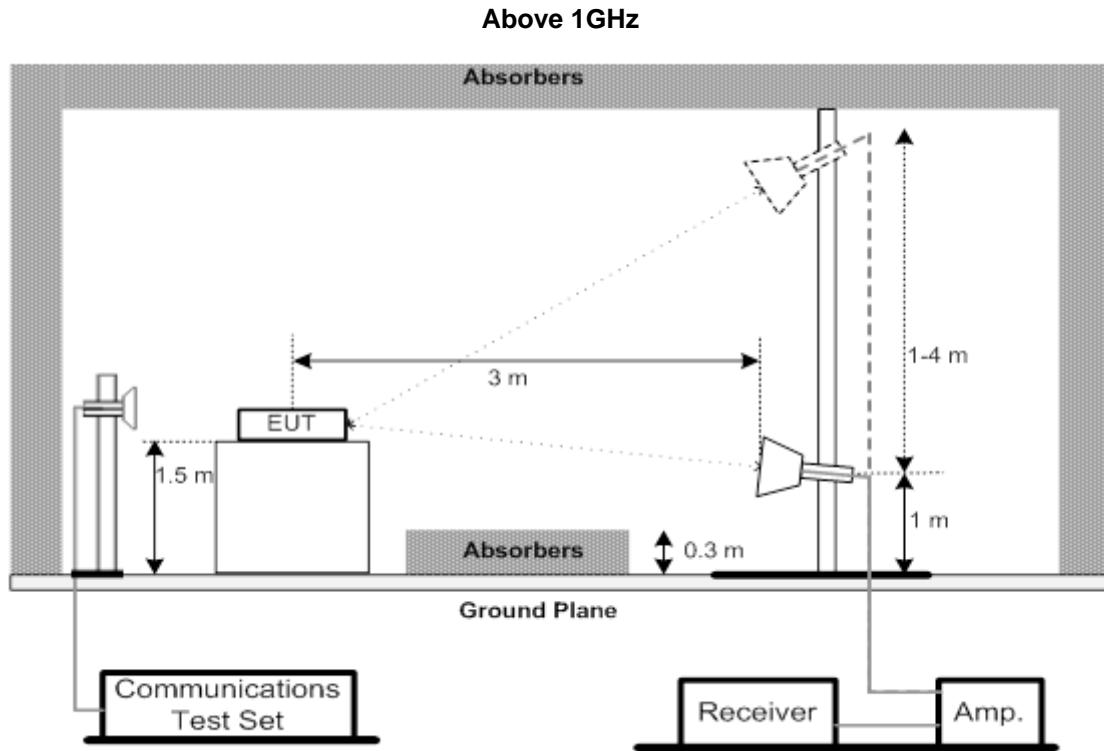 Above 1GHz
Absorbers
3 m
1-4 m
EUT
1.5 m
1 m
Absorbers
0.3 m
Ground Plane
Communications
Test Set
Receiver
Amp.